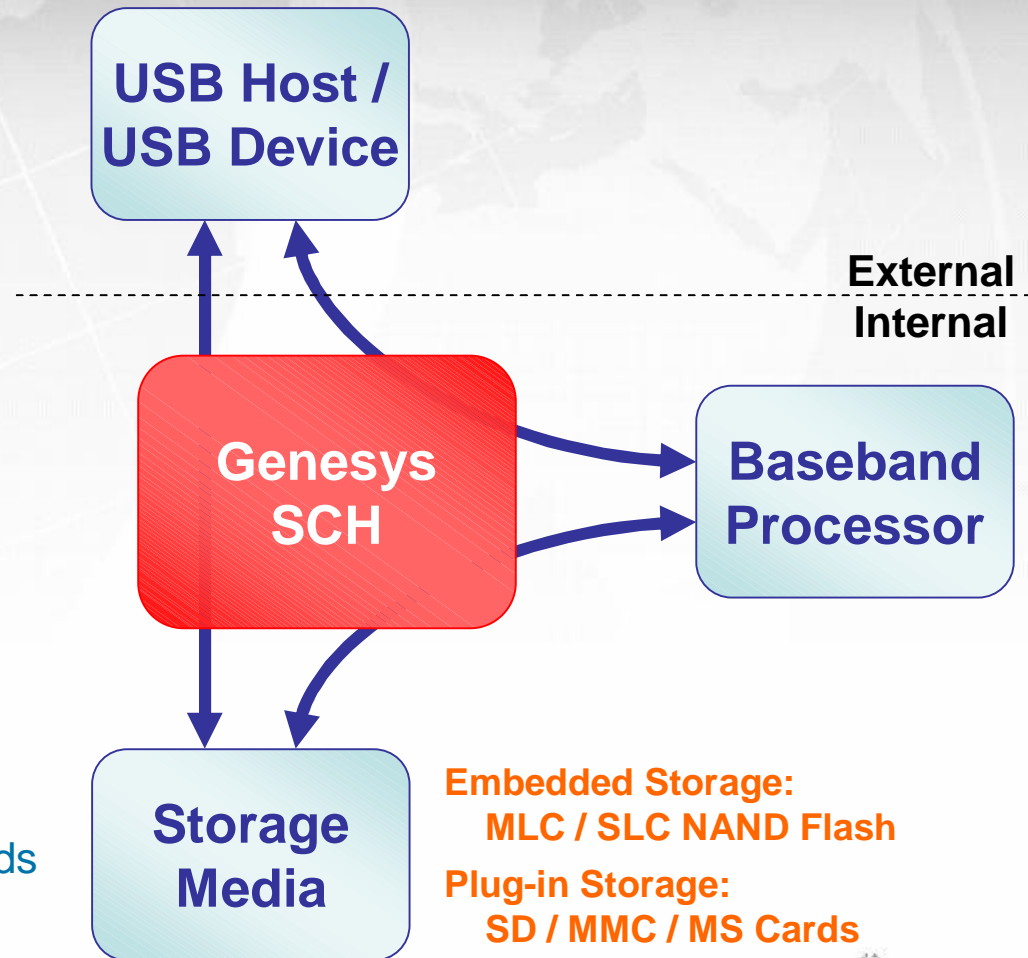 USB Host /
USB Device
External
Internal
Genesys
SCH
Baseband
Processor
Storage
Media
ds
Embedded Storage:
MLC / SLC NAND Flash
Plug-in Storage:
SD / MMC / MS Cards